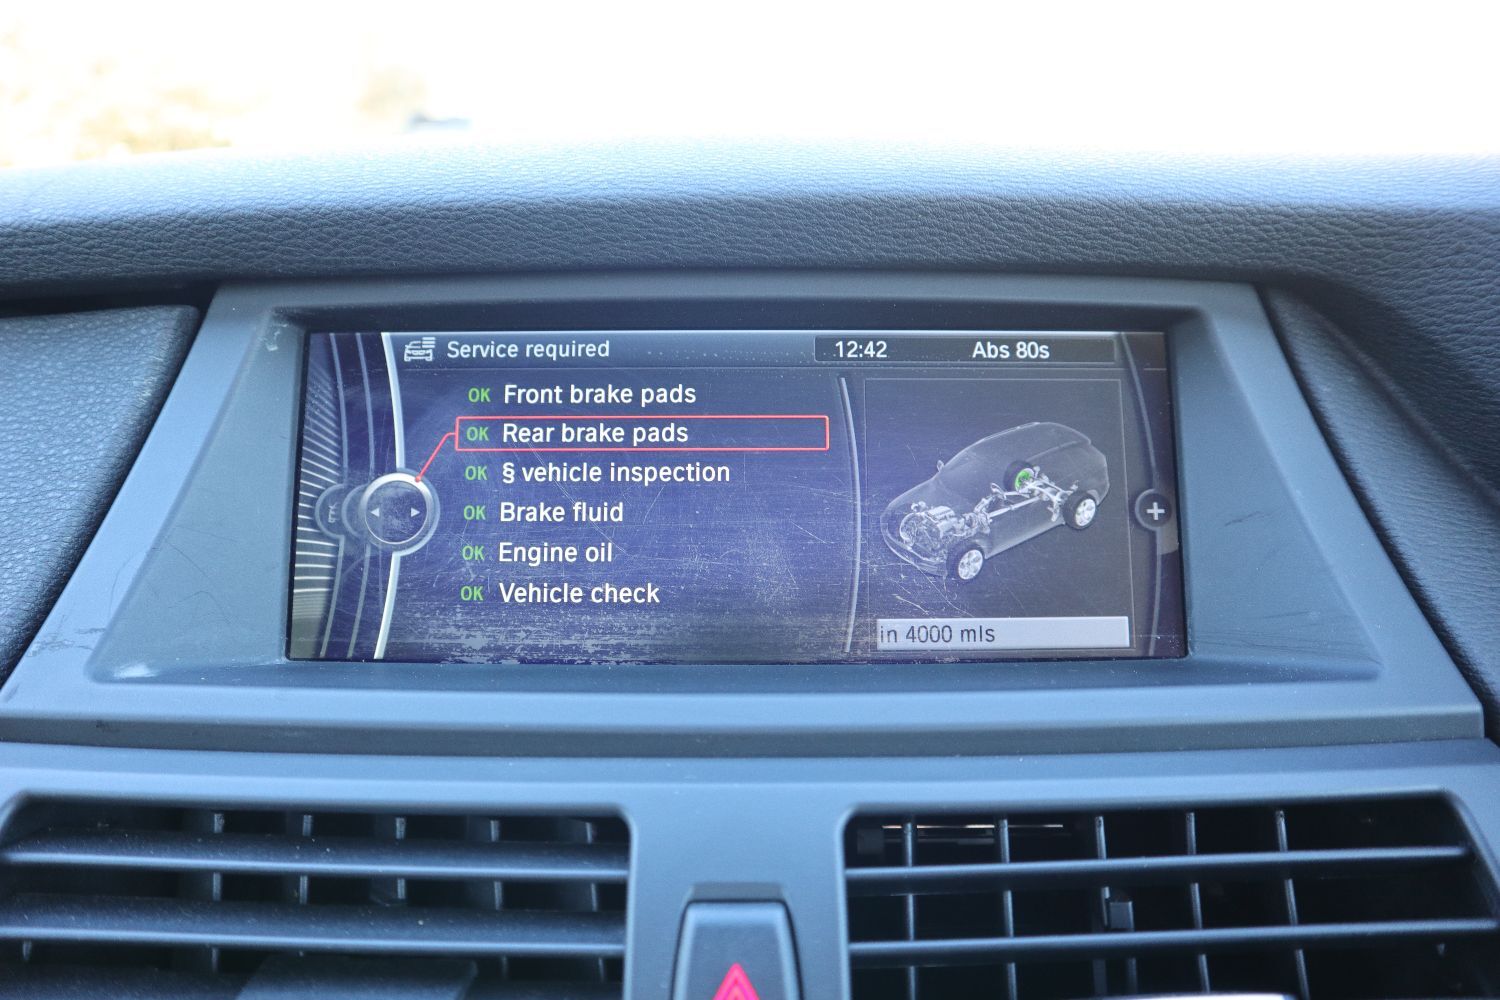 Service required
12:42
Abs 80s
OK Front brake pads
OK Rear brake pads
OK § vehicle inspection
OK Brake fluid
OK Engine oil
OK Vehicle check
in 4000 mls